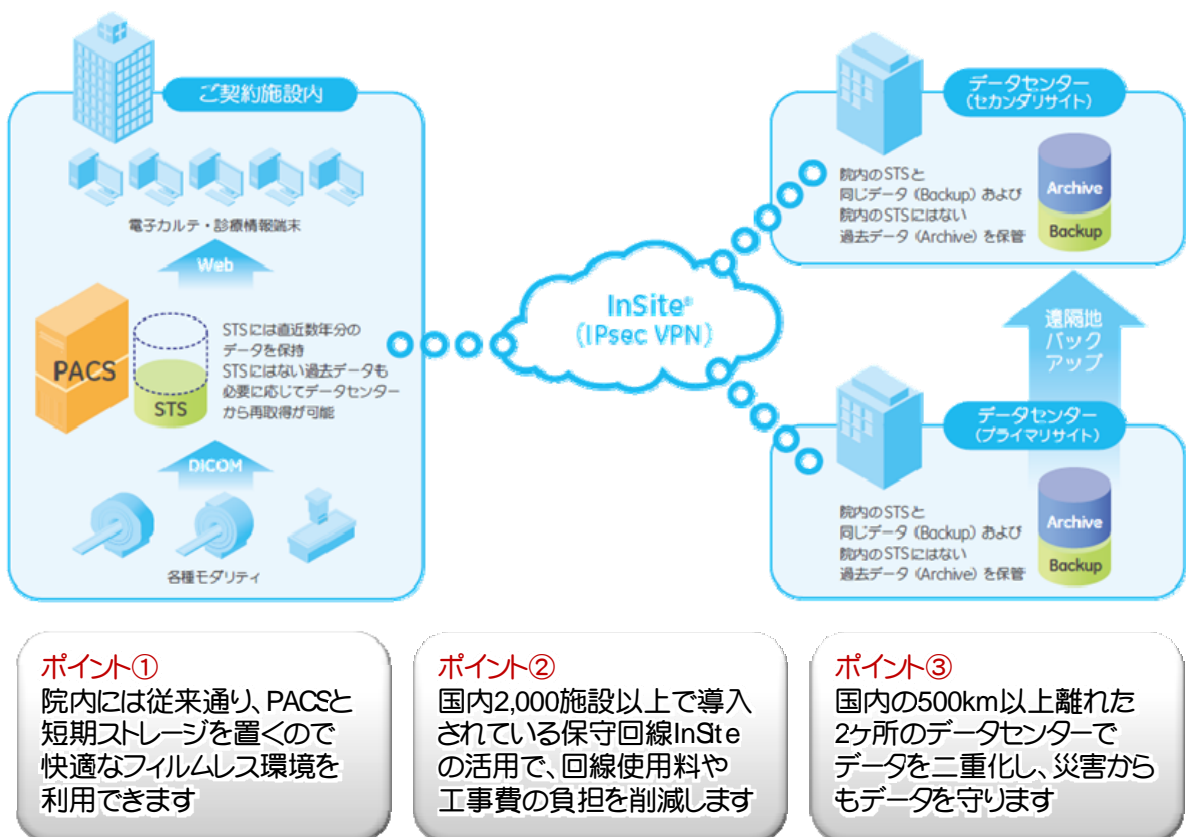 ご契約施設内
電子カルテ・診療情報端末
Web
PACS
STS
STSには直近数年分の
データを保持
STSにはない過去データも
必要に応じてデータセンター
から再取得が可能
DICOM
各種モダリティ
InSite®
(IPsec VPN)
データセンター
(セカンダリサイト)
院内のSTSと
同じデータ (Backup) および
院内のSTSにはない
過去データ (Archive) を保管
Archive
Backup
遠隔地
バック
アップ
データセンター
(プライマリサイト)
院内のSTSと
同じデータ (Backup) および
院内のSTSにはない
過去データ (Archive) を保管
Archive
Backup
ポイント①
院内には従来通り、PACSと
短期ストレージを置くので
快適なフィルムレス環境を
利用できます
ポイント②
国内2,000施設以上で導入
されている保守回線InSite
の活用で、回線使用料や
工事費の負担を削減します
ポイント③
国内の500km以上離れた
2ヶ所のデータセンターで
データを二重化し、災害から
もデータを守ります